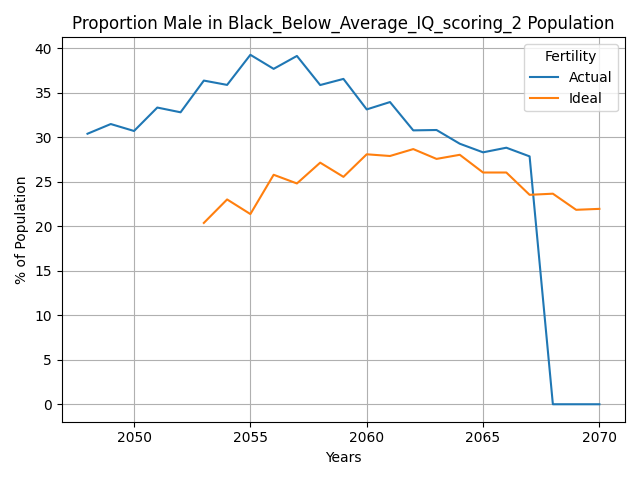 Proportion Male in Black_Below_Average_IQ_scoring_2 Population
Fertility
Actual
Ideal
% of Population
40
35
30
25
20
15
10
5
0
2050
2055
2060
2065
2070
Years